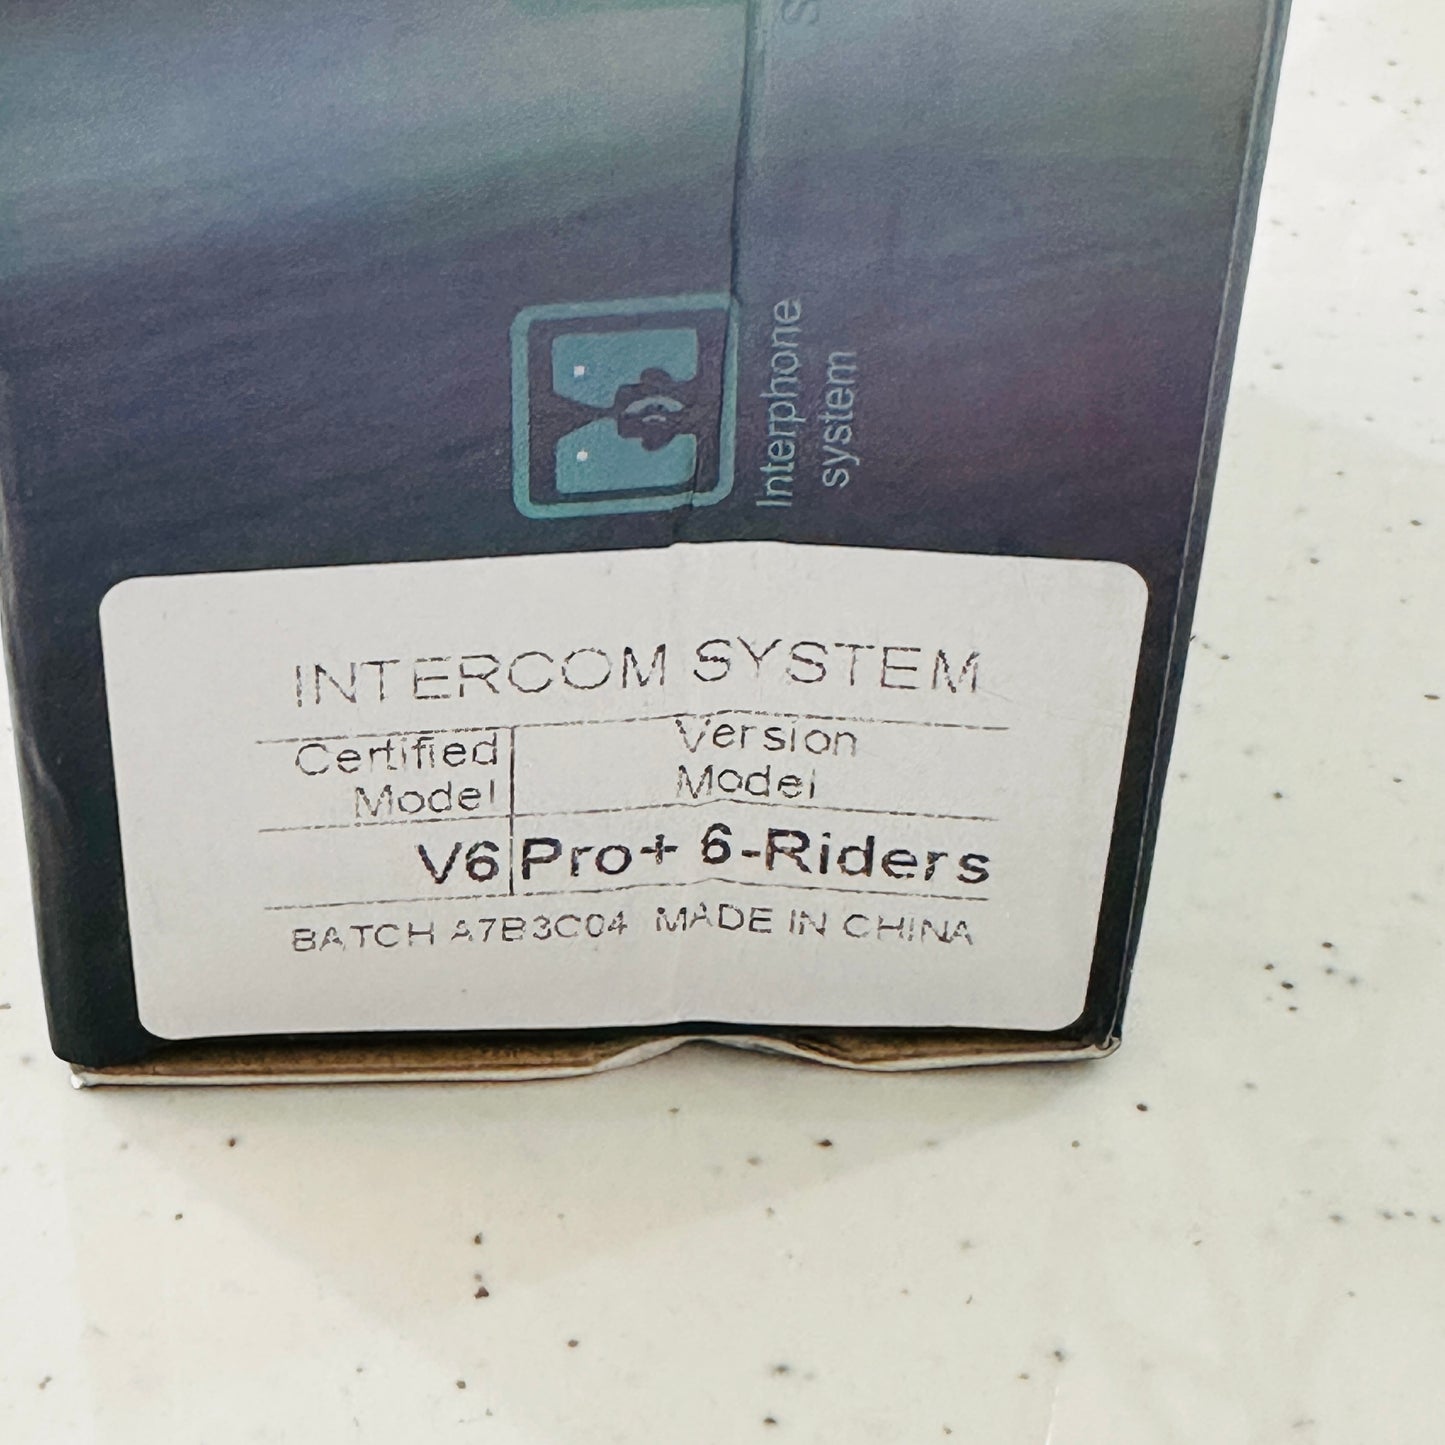 Interphone
system
INTERCOM SYSTEM
Certified Model
Version Model
V6 Pro+ 6-Riders
BATCH A7B3C04 MADE IN CHINA